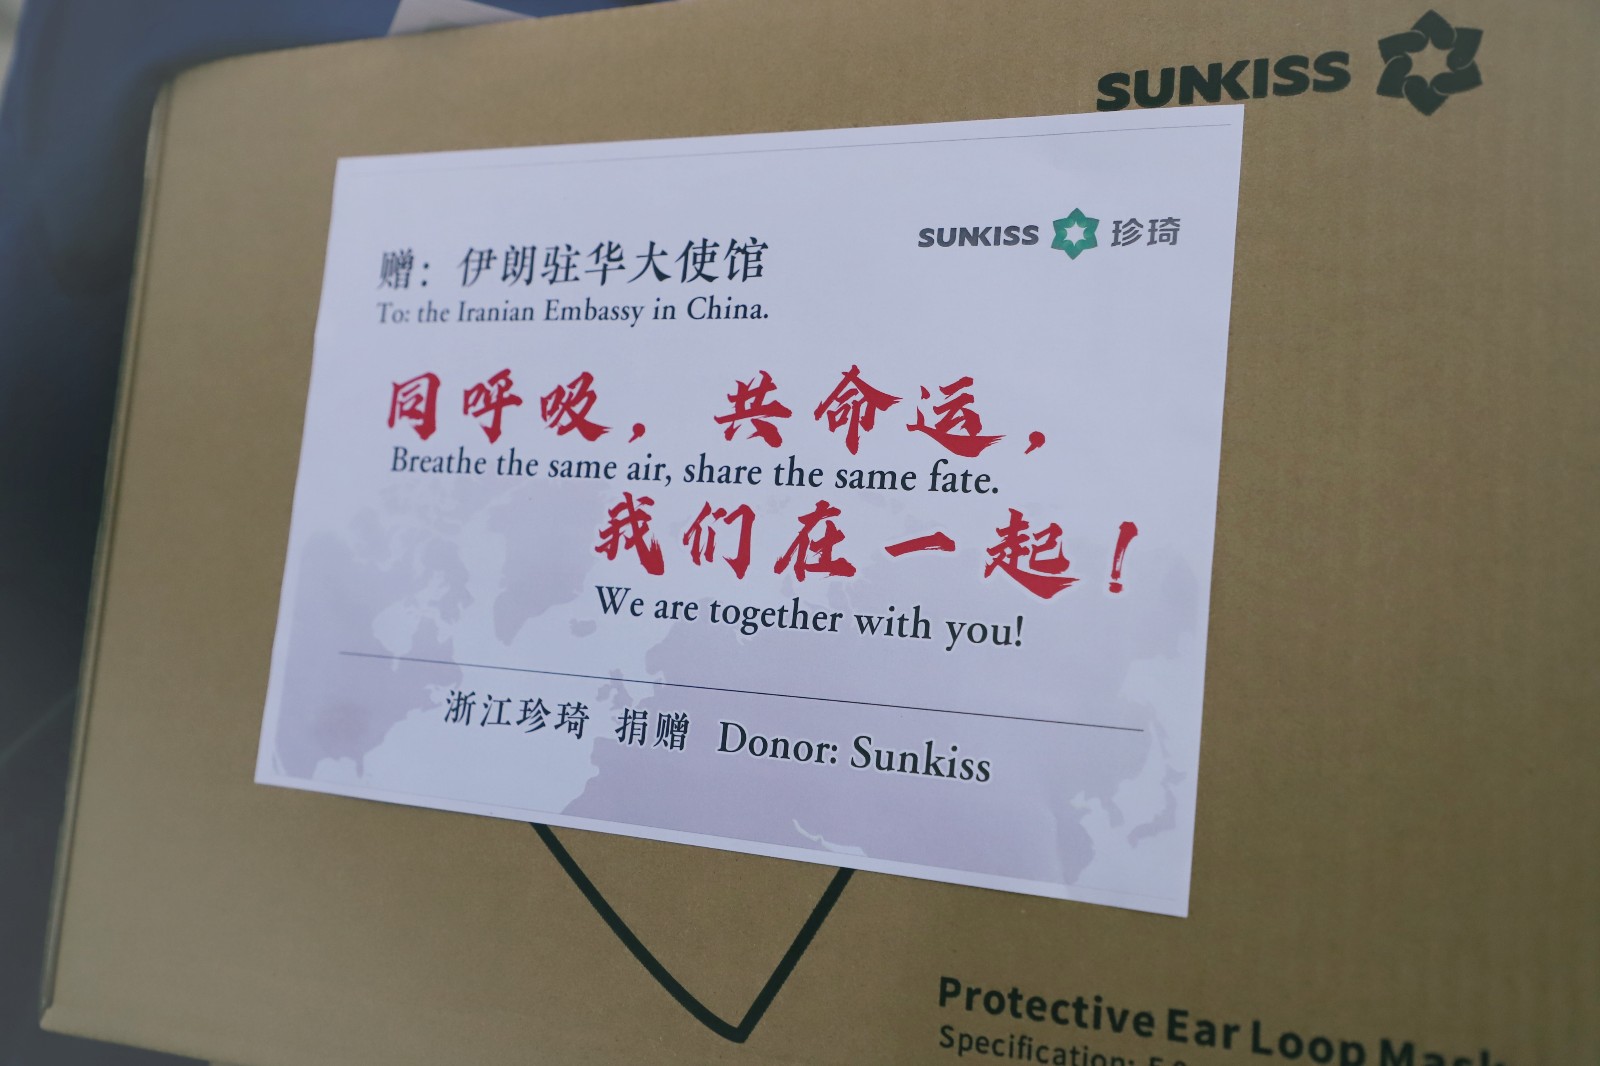 SUNKISS
SUNKISS 珍琦
赠：伊朗驻华大使馆
To: the Iranian Embassy in China.
同呼吸，共命运，
Breathe the same air, share the same fate.
我们在一起！
We are together with you!
浙江珍琦 捐赠 Donor: Sunkiss
Protective Ear Loop Mask
Specification: